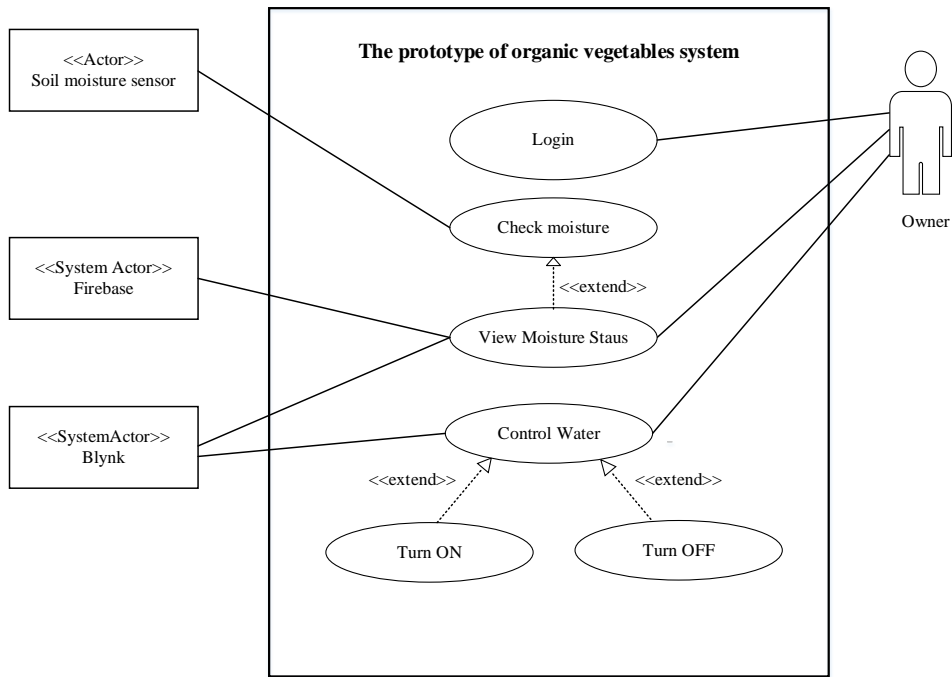 The prototype of organic vegetables system
<<Actor>>
Soil moisture sensor
Login
Owner
Check moisture
<<System Actor>>
Firebase
<<extend>>
View Moisture Staus
<<SystemActor>>
Blynk
Control Water
<<extend>>
<<extend>>
Turn ON
Turn OFF